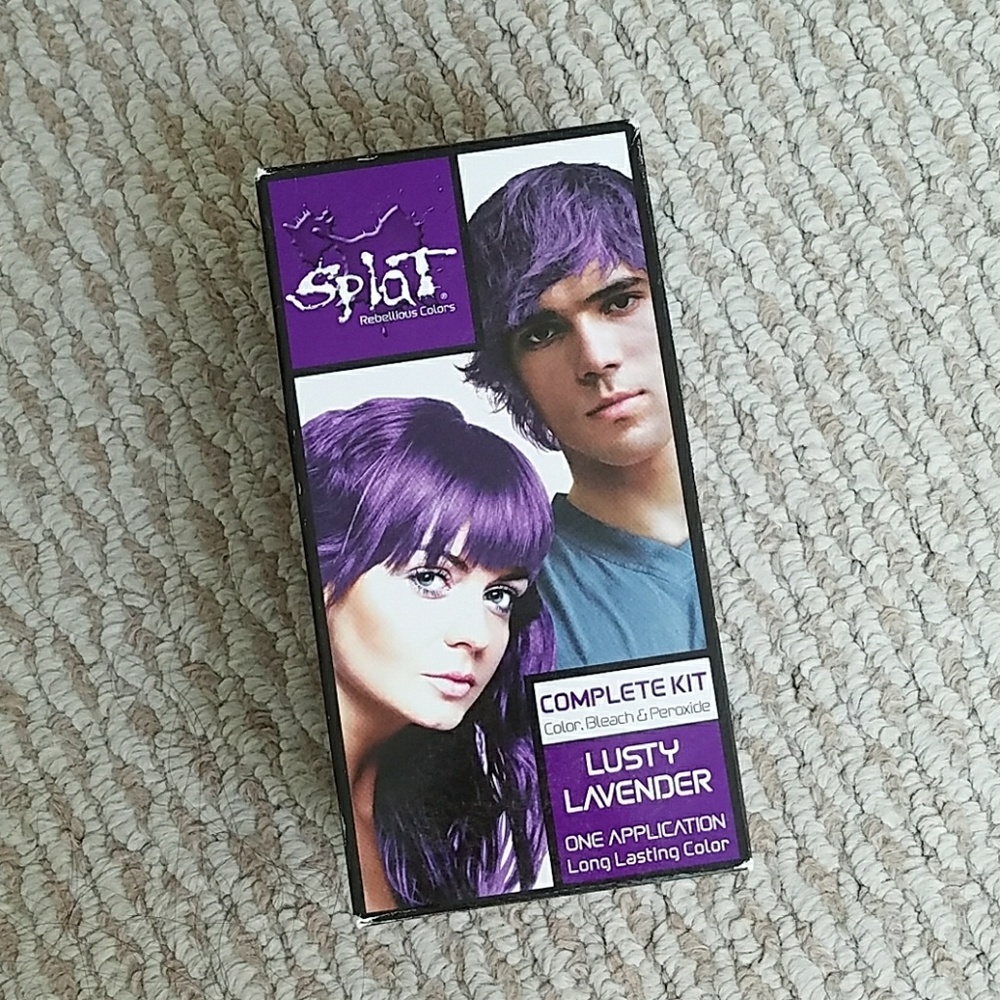 Splat®
Rebellious Colors
COMPLETE KIT
Color, Bleach & Peroxide
LUSTY
LAVENDER
ONE APPLICATION
Long Lasting Color